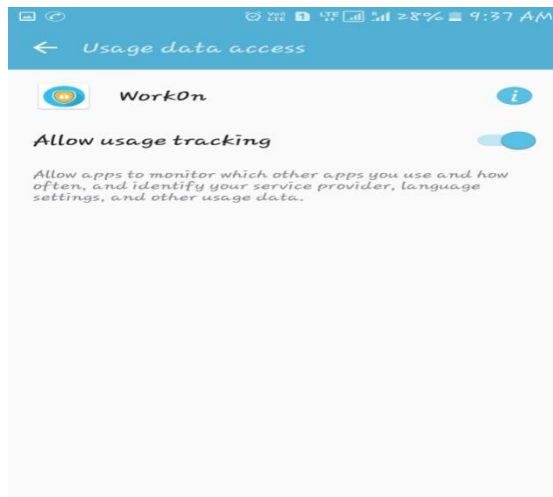 28% 9:37 AM
Usage data access
WorkOn
Allow usage tracking
Allow apps to monitor which other apps you use and how
often, and identify your service provider, language
settings, and other usage data.